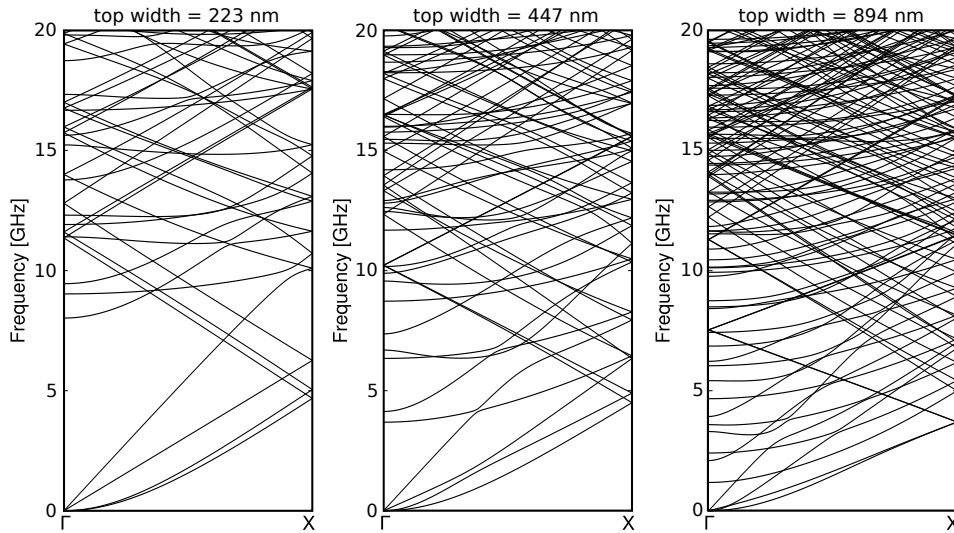 top width = 223 nm
top width = 447 nm
top width = 894 nm
Frequency [GHz]
20
15
10
5
0
Γ
X
Frequency [GHz]
20
15
10
5
0
Γ
X
Frequency [GHz]
20
15
10
5
0
Γ
X